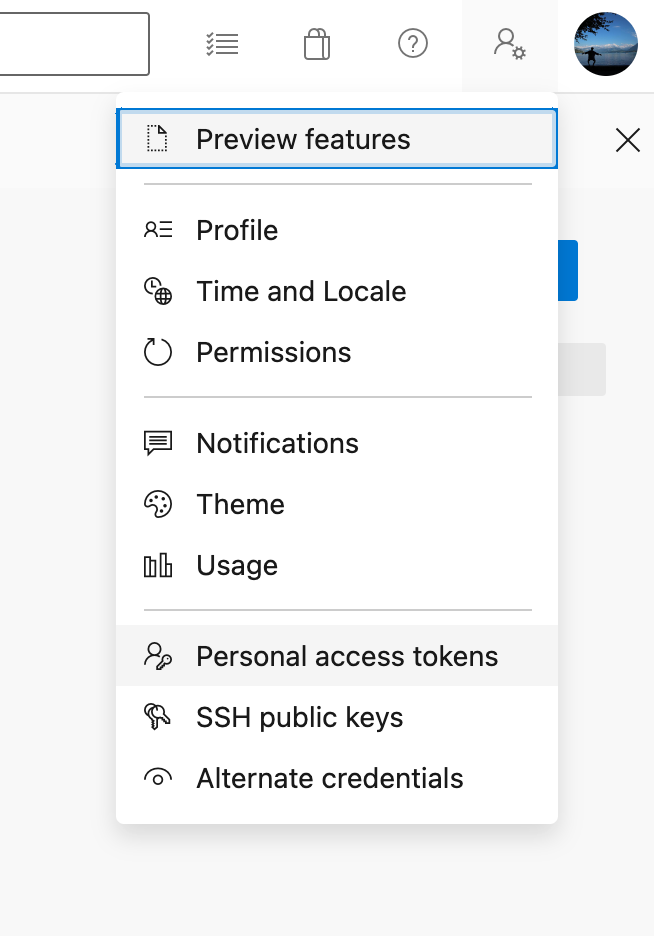 Preview features
Profile
Time and Locale
Permissions
Notifications
Theme
Usage
Personal access tokens
SSH public keys
Alternate credentials